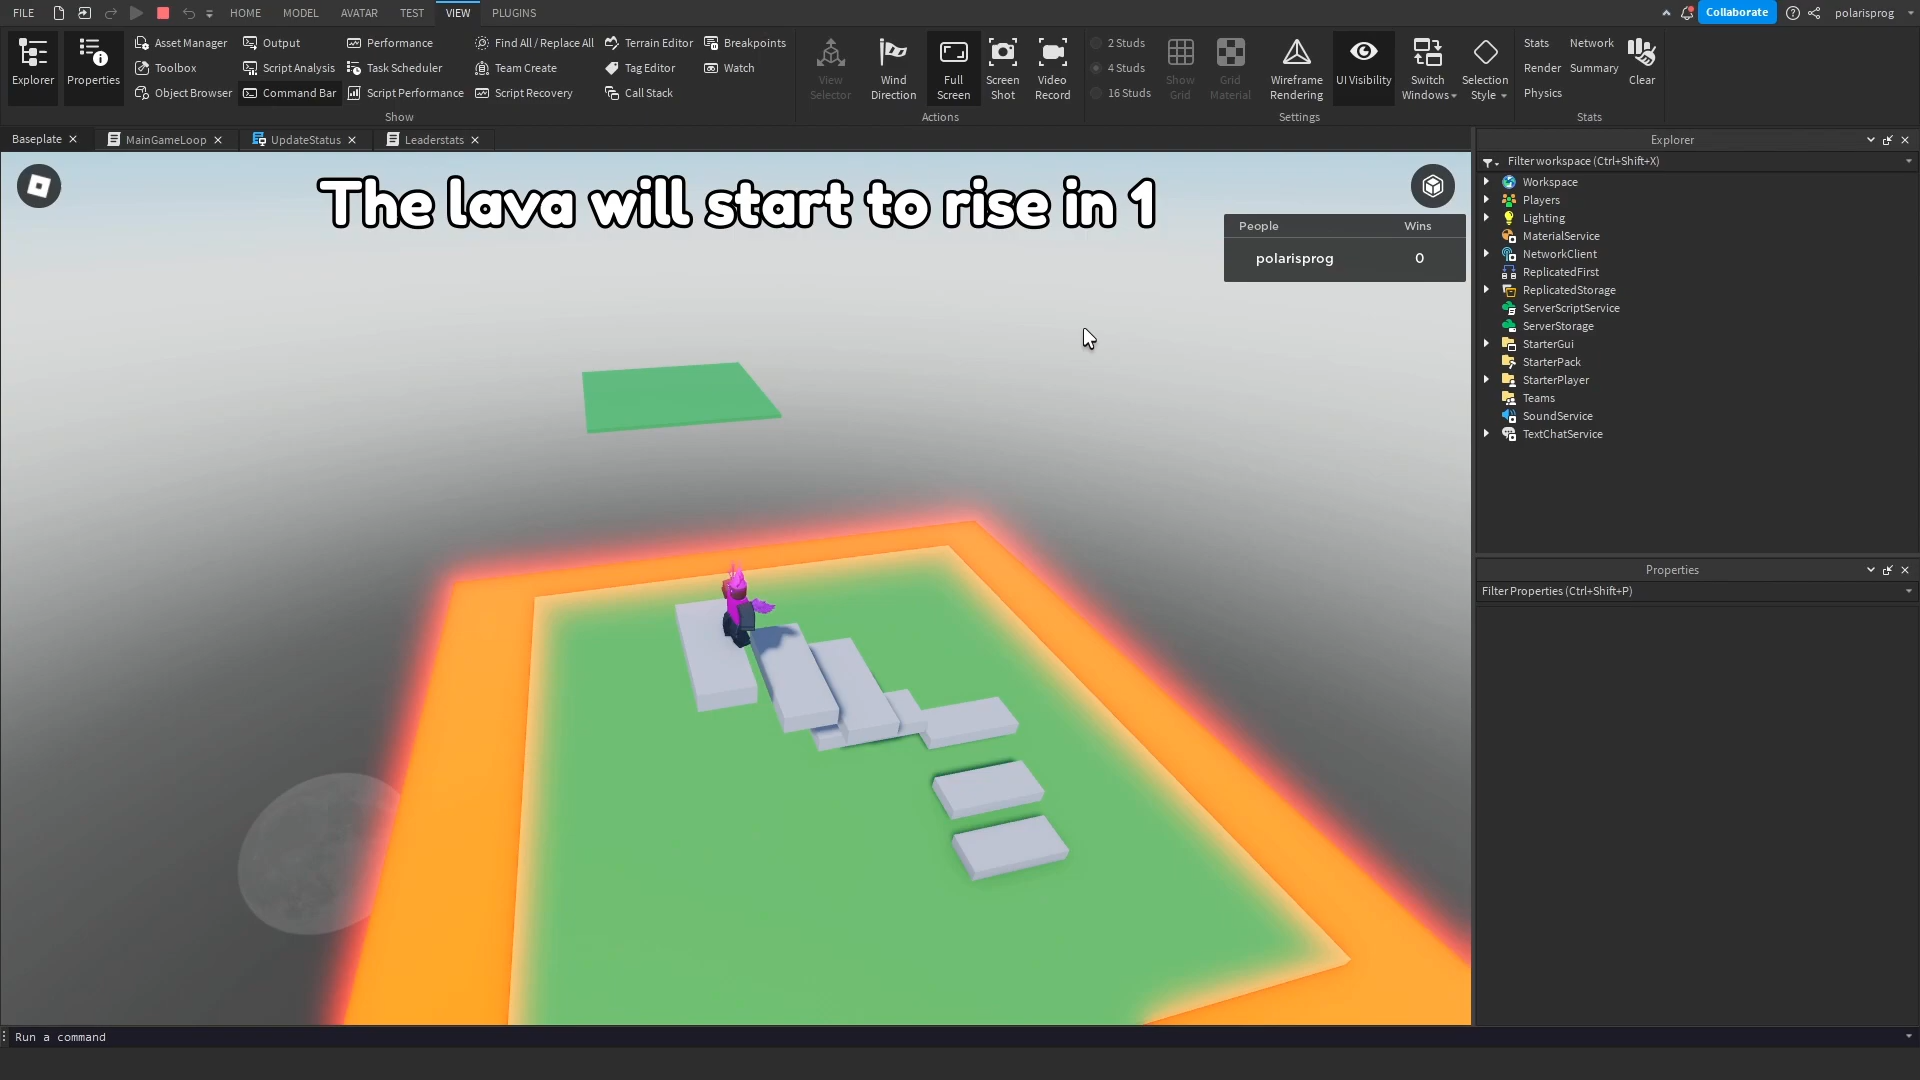 FILE HOME MODEL AVATAR TEST VIEW PLUGINS Collaborate polarisprog
Explorer
Properties
Asset Manager
Toolbox
Object Browser
Output
Script Analysis
Command Bar
Performance
Task Scheduler
Script Performance
Find All / Replace All
Team Create
Script Recovery
Terrain Editor
Tag Editor
Call Stack
Breakpoints
Watch
Show
View
Selector
Wind
Direction
Full
Screen
Screen
Shot
Video
Record
Actions
2 Studs
4 Studs
16 Studs
Show
Grid
Grid
Material
Wireframe
Rendering
UI Visibility
Switch
Windows
Selection
Style
Settings
Stats
Render
Physics
Network
Summary
Clear
Stats
Baseplate MainGameLoop UpdateStatus Leaderstats
The lava will start to rise in 1
People Wins
polarisprog 0
Explorer
Filter workspace (Ctrl+Shift+X)
Workspace
Players
Lighting
MaterialService
NetworkClient
ReplicatedFirst
ReplicatedStorage
ServerScriptService
ServerStorage
StarterGui
StarterPack
StarterPlayer
Teams
SoundService
TextChatService
Properties
Filter Properties (Ctrl+Shift+P)
Run a command